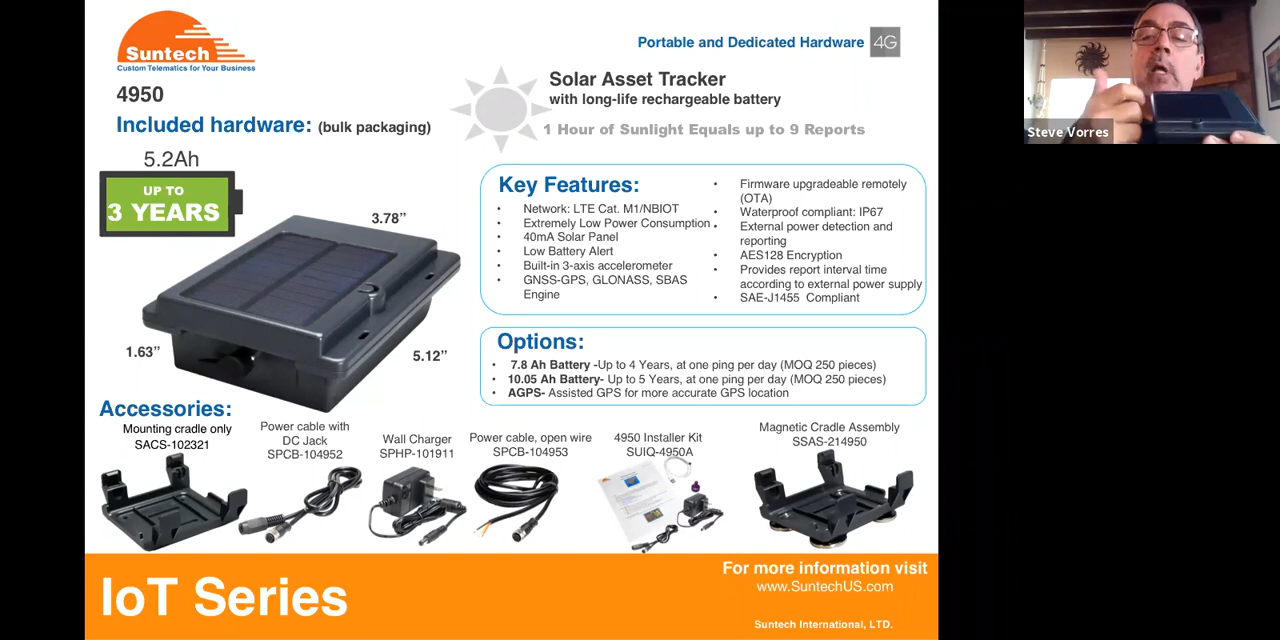 Suntech
Custom Telematics for Your Business
Portable and Dedicated Hardware 4G
4950
Included hardware: (bulk packaging)
Solar Asset Tracker
with long-life rechargeable battery
1 Hour of Sunlight Equals up to 9 Reports
5.2Ah
UP TO
3 YEARS
3.78”
1.63”
5.12”
Key Features:
• Network: LTE Cat. M1/NBIOT
• Extremely Low Power Consumption
• 40mA Solar Panel
• Low Battery Alert
• Built-in 3-axis accelerometer
• GNSS-GPS, GLONASS, SBAS
Engine
• Firmware upgradeable remotely
(OTA)
• Waterproof compliant: IP67
• External power detection and
reporting
• AES128 Encryption
• Provides report interval time
according to external power supply
• SAE-J1455 Compliant
Options:
• 7.8 Ah Battery -Up to 4 Years, at one ping per day (MOQ 250 pieces)
• 10.05 Ah Battery- Up to 5 Years, at one ping per day (MOQ 250 pieces)
• AGPS- Assisted GPS for more accurate GPS location
Accessories:
Mounting cradle only
SACS-102321
Power cable with
DC Jack
SPCB-104952
Wall Charger
SPHP-101911
Power cable, open wire
SPCB-104953
4950 Installer Kit
SUIQ-4950A
Magnetic Cradle Assembly
SSAS-214950
IoT Series
For more information visit
www.SuntechUS.com
Suntech International, LTD.
Steve Vorres